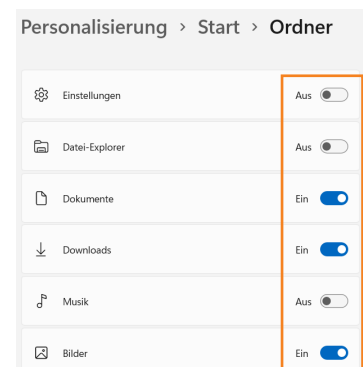 Personalisierung > Start > Ordner
Einstellungen Aus
Datei-Explorer Aus
Dokumente Ein
Downloads Ein
Musik Aus
Bilder Ein